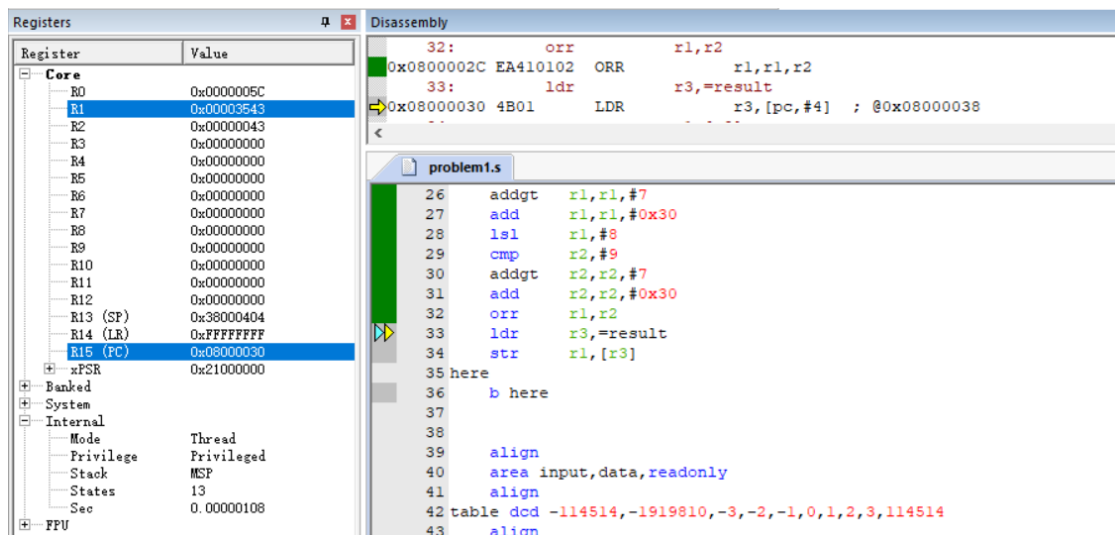 Registers
Register Value
Core
R0 0x0000005C
R1 0x00003543
R2 0x00000043
R3 0x00000000
R4 0x00000000
R5 0x00000000
R6 0x00000000
R7 0x00000000
R8 0x00000000
R9 0x00000000
R10 0x00000000
R11 0x00000000
R12 0x00000000
R13 (SP) 0x38000404
R14 (LR) 0xFFFFFFFF
R15 (PC) 0x08000030
xPSR 0x21000000
Banked
System
Internal
Mode Thread
Privilege Privileged
Stack MSP
States 13
Sec 0.00000108
FPU
Disassembly
32: orr r1,r2
0x0800002C EA410102 ORR r1,r1,r2
33: ldr r3,=result
0x08000030 4B01 LDR r3,[pc,#4] ; @0x08000038
problem1.s
26 addgt r1,r1,#7
27 add r1,r1,#0x30
28 lsl r1,#8
29 cmp r2,#9
30 addgt r2,r2,#7
31 add r2,r2,#0x30
32 orr r1,r2
33 ldr r3,=result
34 str r1,[r3]
35 here
36 b here
37
38
39 align
40 area input,data,readonly
41 align
42 table dcd -114514,-1919810,-3,-2,-1,0,1,2,3,114514
43 align